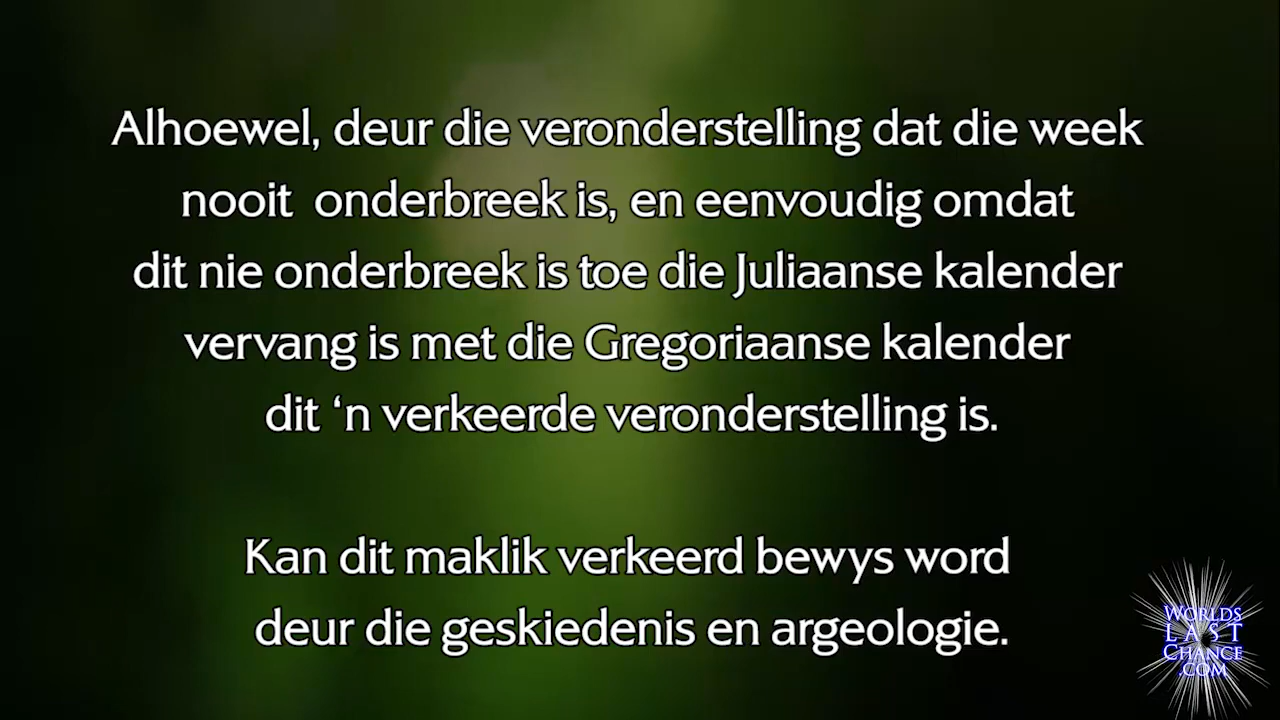 Alhoewel, deur die veronderstelling dat die week
nooit onderbreek is, en eenvoudig omdat
dit nie onderbreek is toe die Juliaanse kalender
vervang is met die Gregoriaanse kalender
dit ‘n verkeerde veronderstelling is.
Kan dit maklik verkeerd bewys word
deur die geskiedenis en argeologie.
WORLDS
LAST
CHANCE
.COM